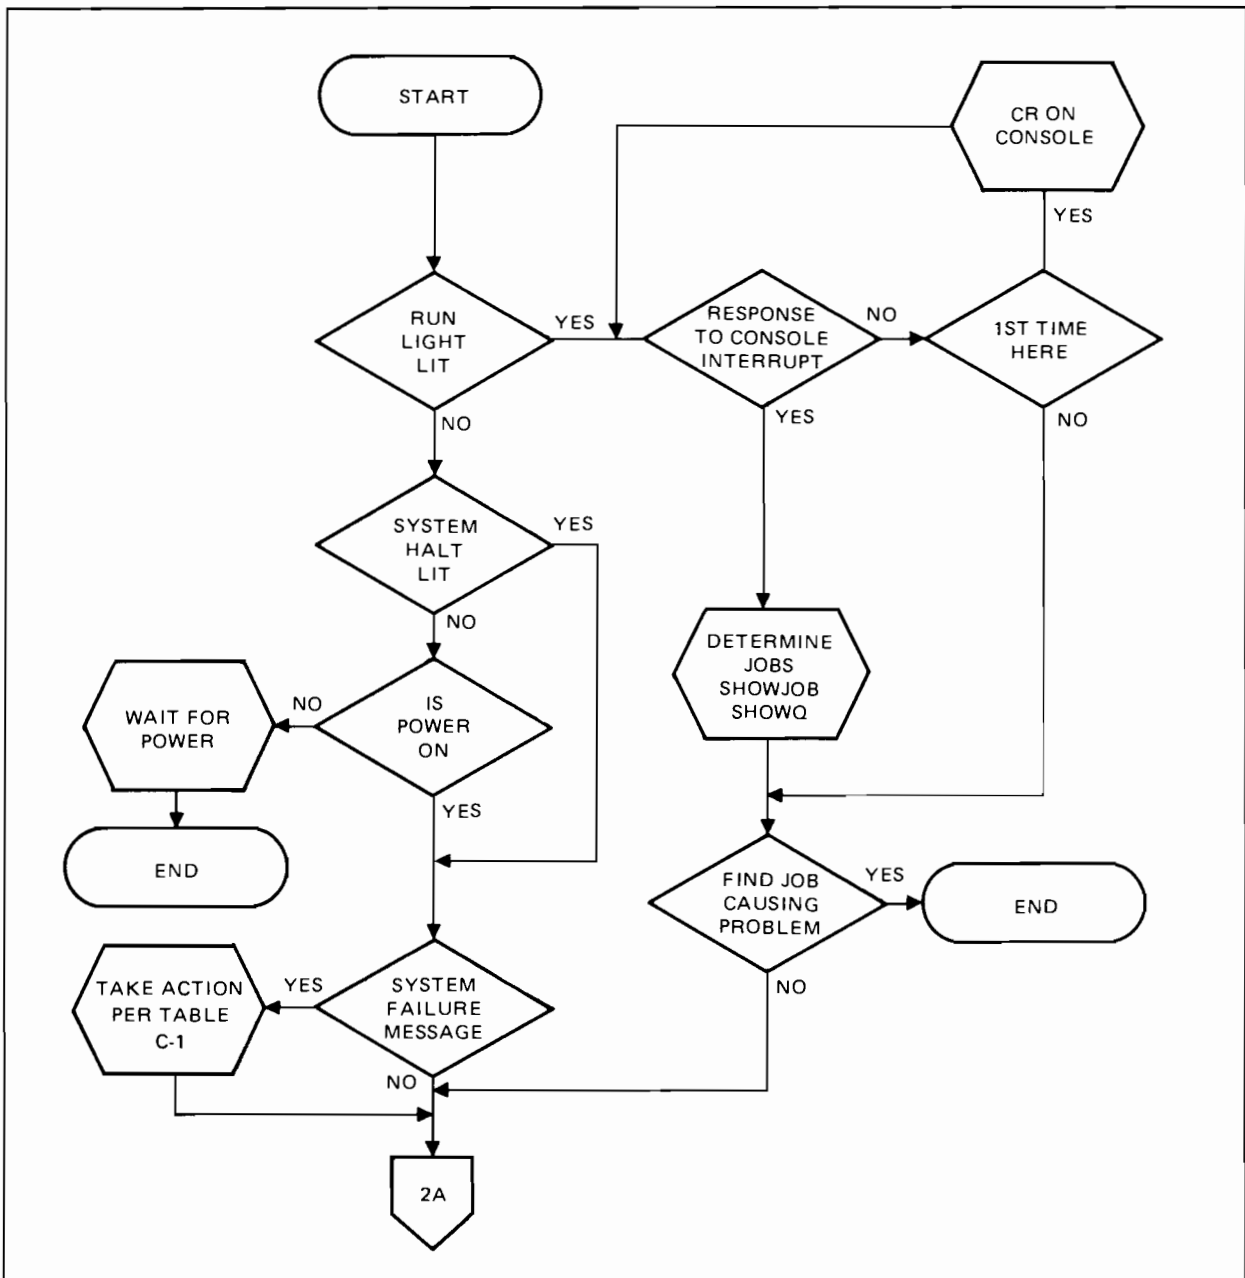 START
CR ON
CONSOLE
YES
RUN
LIGHT
LIT
YES
RESPONSE
TO CONSOLE
INTERRUPT
NO
1ST TIME
HERE
NO
YES
NO
SYSTEM
HALT
LIT
YES
NO
DETERMINE
JOBS
SHOWJOB
SHOWQ
WAIT FOR
POWER
NO
IS
POWER
ON
YES
END
FIND JOB
CAUSING
PROBLEM
YES
END
NO
TAKE ACTION
PER TABLE
C-1
YES
SYSTEM
FAILURE
MESSAGE
NO
2A